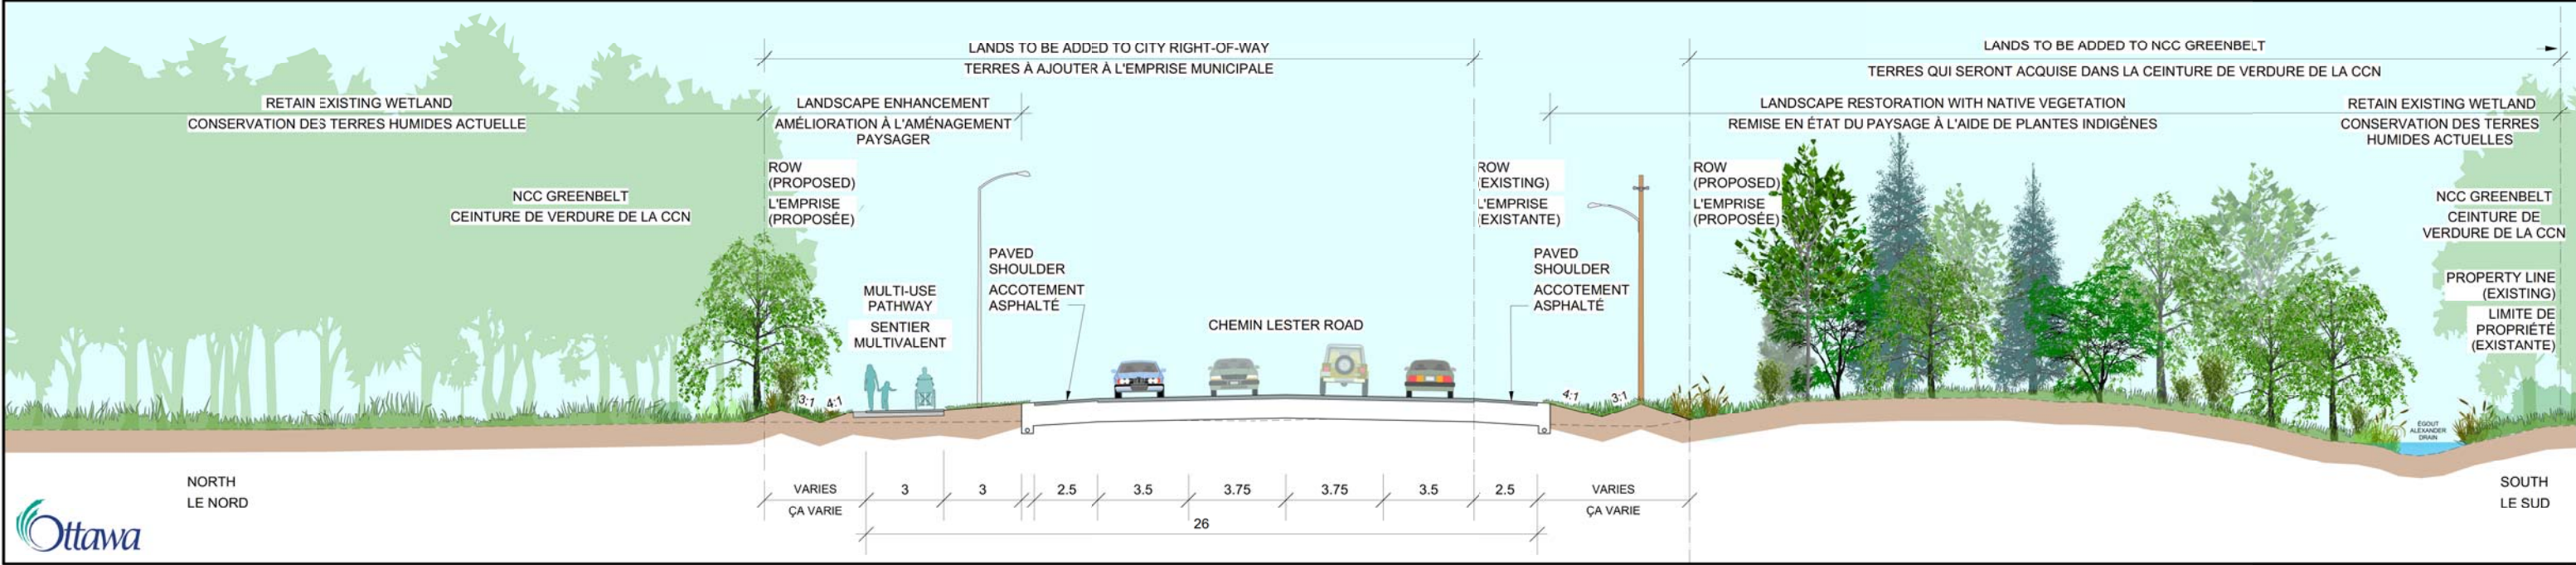 LANDS TO BE ADDED TO CITY RIGHT-OF-WAY
TERRES À AJOUTER À L'EMPRISE MUNICIPALE
LANDS TO BE ADDED TO NCC GREENBELT
TERRES QUI SERONT ACQUISE DANS LA CEINTURE DE VERDURE DE LA CCN
RETAIN EXISTING WETLAND
CONSERVATION DES TERRES HUMIDES ACTUELLE
LANDSCAPE ENHANCEMENT
AMÉLIORATION À L'AMÉNAGEMENT
PAYSAGER
LANDSCAPE RESTORATION WITH NATIVE VEGETATION
REMISE EN ÉTAT DU PAYSAGE À L'AIDE DE PLANTES INDIGÈNES
RETAIN EXISTING WETLAND
CONSERVATION DES TERRES
HUMIDES ACTUELLES
NCC GREENBELT
CEINTURE DE VERDURE DE LA CCN
ROW
(PROPOSED)
L'EMPRISE
(PROPOSÉE)
ROW
(EXISTING)
L'EMPRISE
(EXISTANTE)
ROW
(PROPOSED)
L'EMPRISE
(PROPOSÉE)
NCC GREENBELT
CEINTURE DE
VERDURE DE LA CCN
MULTI-USE
PATHWAY
SENTIER
MULTIVALENT
PAVED
SHOULDER
ACCOTEMENT
ASPHALTÉ
CHEMIN LESTER ROAD
PAVED
SHOULDER
ACCOTEMENT
ASPHALTÉ
PROPERTY LINE
(EXISTING)
LIMITE DE
PROPRIÉTÉ
(EXISTANTE)
3:1 4:1
4:1 3:1
ÉGOUT
ALEXANDER
DRAIN
NORTH
LE NORD
VARIES
ÇA VARIE
3 3 2.5 3.5 3.75 3.75 3.5 2.5
VARIES
ÇA VARIE
26
SOUTH
LE SUD
Ottawa